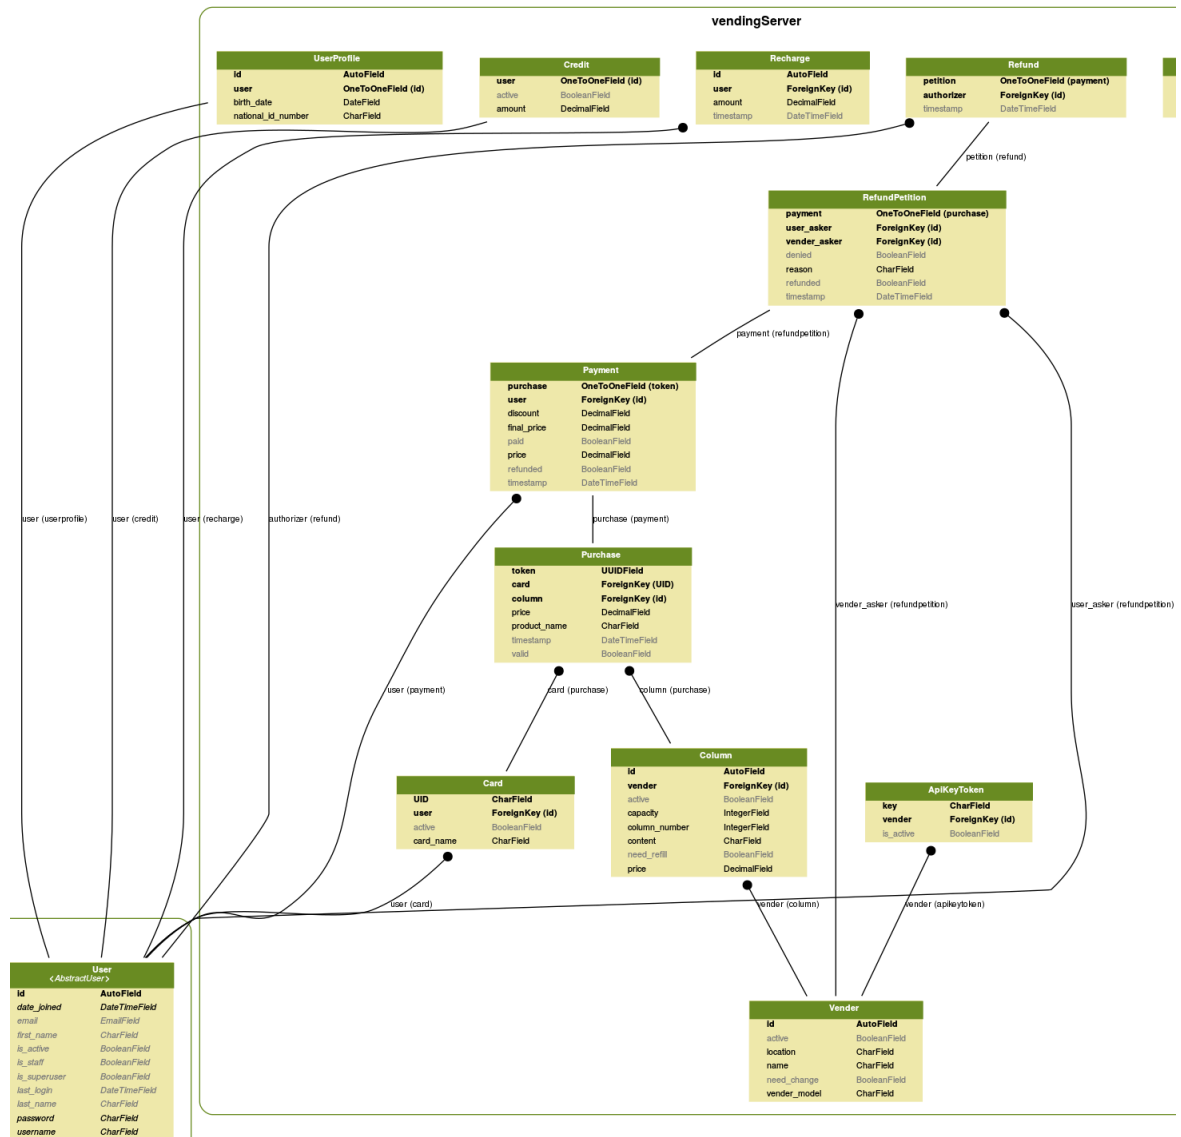 vendingServer
UserProfile
id AutoField
user OneToOneField (id)
birth_date DateField
national_id_number CharField
Credit
user OneToOneField (id)
active BooleanField
amount DecimalField
Recharge
id AutoField
user ForeignKey (id)
amount DecimalField
timestamp DateTimeField
Refund
petition OneToOneField (payment)
authorizer ForeignKey (id)
timestamp DateTimeField
petition (refund)
RefundPetition
payment OneToOneField (purchase)
user_asker ForeignKey (id)
vender_asker ForeignKey (id)
denied BooleanField
reason CharField
refunded BooleanField
timestamp DateTimeField
payment (refundpetition)
Payment
purchase OneToOneField (token)
user ForeignKey (id)
discount DecimalField
final_price DecimalField
paid BooleanField
price DecimalField
refunded BooleanField
timestamp DateTimeField
user (userprofile)
user (credit)
user (recharge)
authorizer (refund)
purchase (payment)
Purchase
token UUIDField
card ForeignKey (UID)
column ForeignKey (id)
price DecimalField
product_name CharField
timestamp DateTimeField
valid BooleanField
vender_asker (refundpetition)
user_asker (refundpetition)
user (payment)
card (purchase)
column (purchase)
Card
UID CharField
user ForeignKey (id)
active BooleanField
card_name CharField
Column
id AutoField
vender ForeignKey (id)
active BooleanField
capacity IntegerField
column_number IntegerField
content CharField
need_refill BooleanField
price DecimalField
ApiKeyToken
key CharField
vender ForeignKey (id)
is_active BooleanField
user (card)
vender (column)
vender (apikeytoken)
User
<AbstractUser>
id AutoField
date_joined DateTimeField
email EmailField
first_name CharField
is_active BooleanField
is_staff BooleanField
is_superuser BooleanField
last_login DateTimeField
last_name CharField
password CharField
username CharField
Vender
id AutoField
active BooleanField
location CharField
name CharField
need_change BooleanField
vender_model CharField